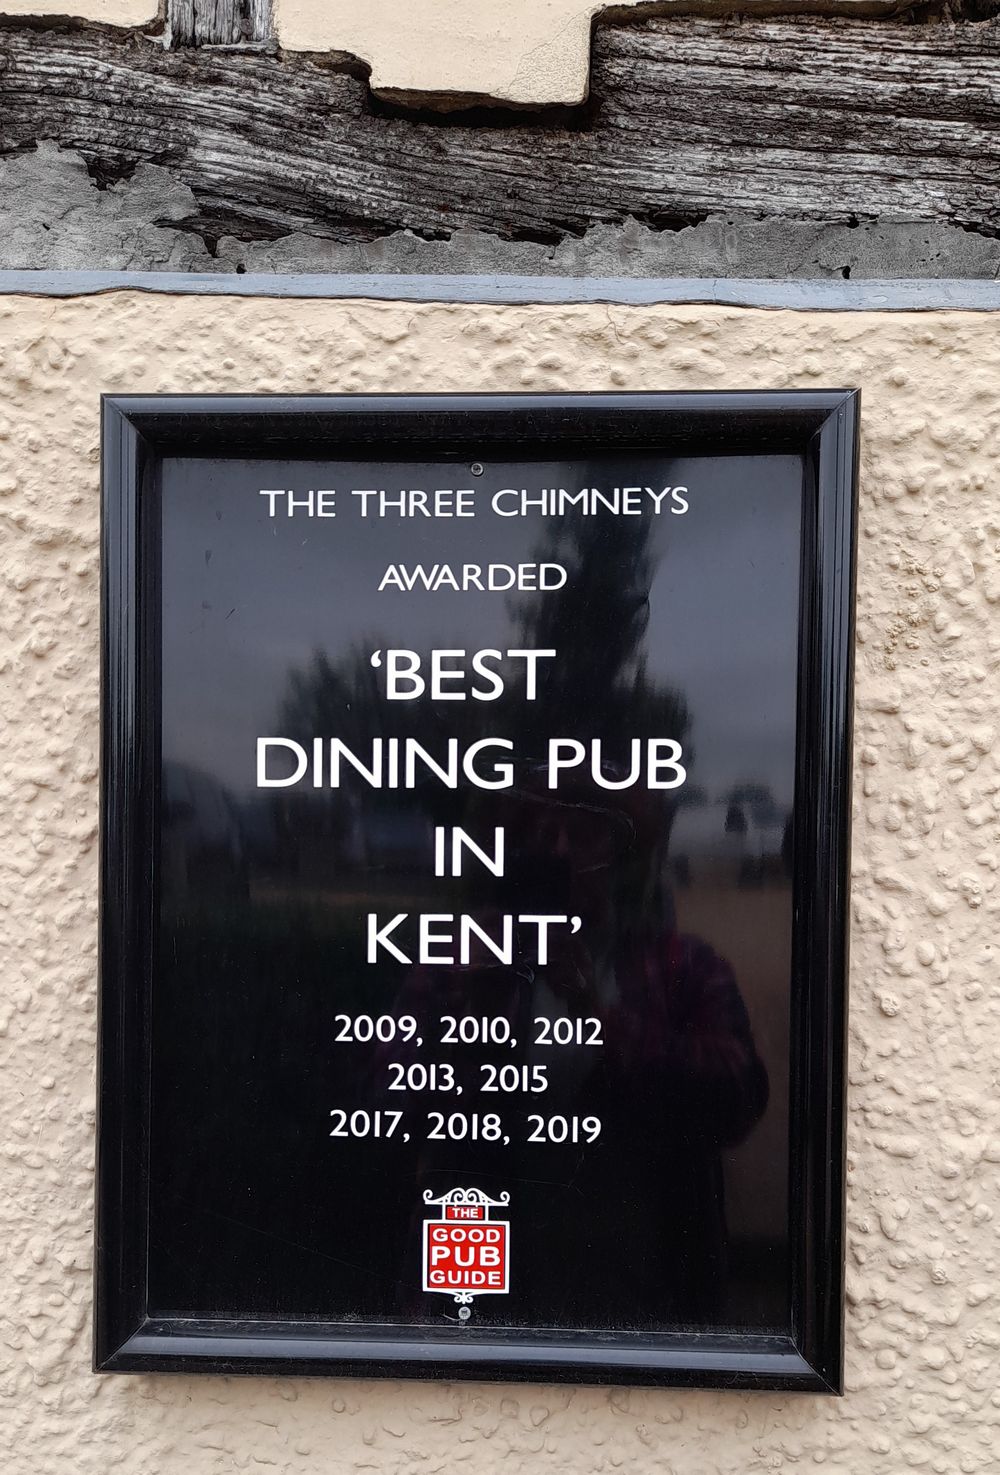 THE THREE CHIMNEYS
AWARDED
‘BEST
DINING PUB
IN
KENT’
2009, 2010, 2012
2013, 2015
2017, 2018, 2019
THE
GOOD
PUB
GUIDE